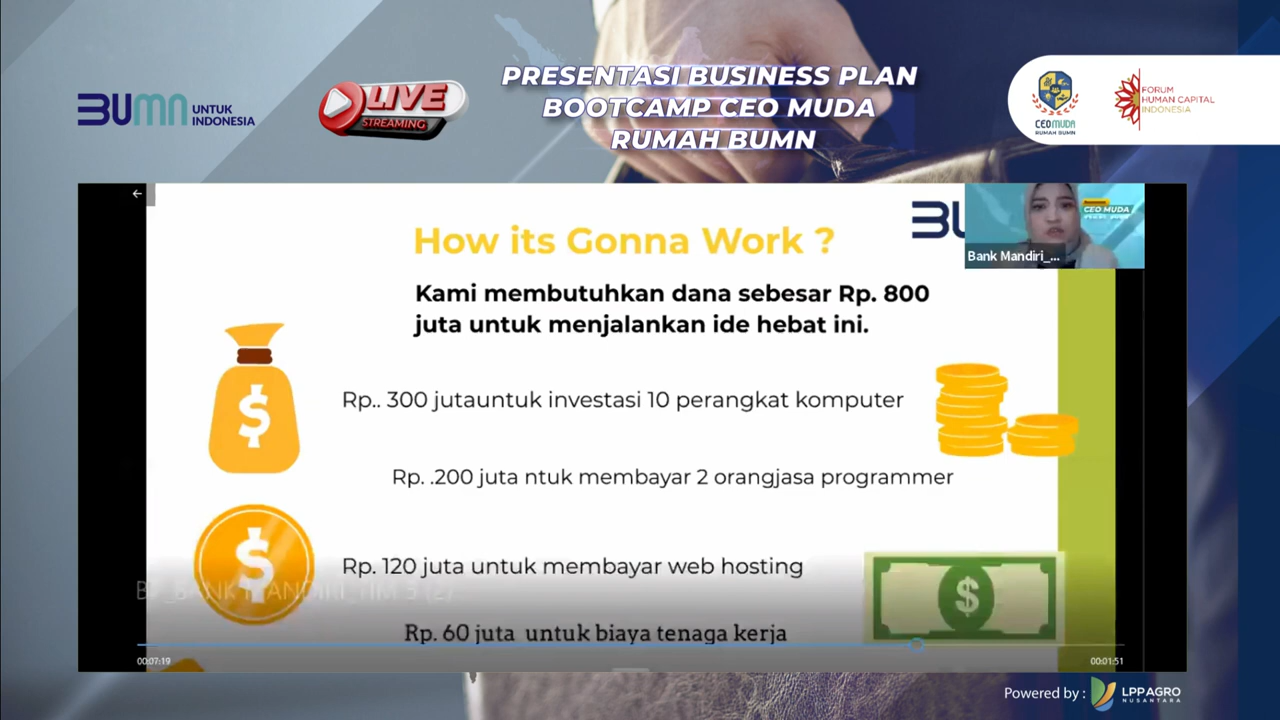 BUMN UNTUK INDONESIA
LIVE STREAMING
PRESENTASI BUSINESS PLAN
BOOTCAMP CEO MUDA
RUMAH BUMN
CEOMUDA
RUMAH BUMN
FORUM
HUMAN CAPITAL
INDONESIA
How its Gonna Work ?
CEO MUDA
Bank Mandiri_...
Kami membutuhkan dana sebesar Rp. 800
juta untuk menjalankan ide hebat ini.
Rp.. 300 jutauntuk investasi 10 perangkat komputer
Rp. .200 juta ntuk membayar 2 orangjasa programmer
Rp. 120 juta untuk membayar web hosting
Rp. 60 juta untuk biaya tenaga kerja
00:07:19
00:01:51
Powered by :
LPPAGRO
NUSANTARA